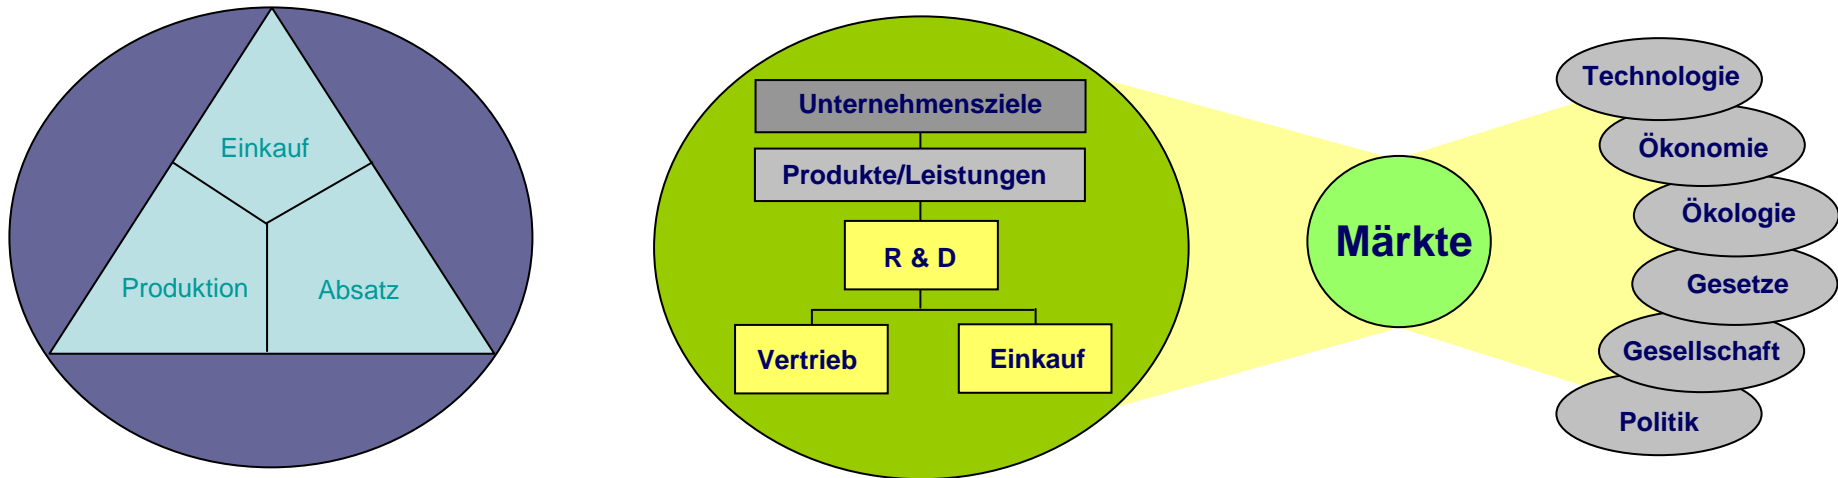 Einkauf
Produktion
Absatz
Unternehmensziele
Produkte/Leistungen
R & D
Vertrieb
Einkauf
Märkte
Technologie
Ökonomie
Ökologie
Gesetze
Gesellschaft
Politik